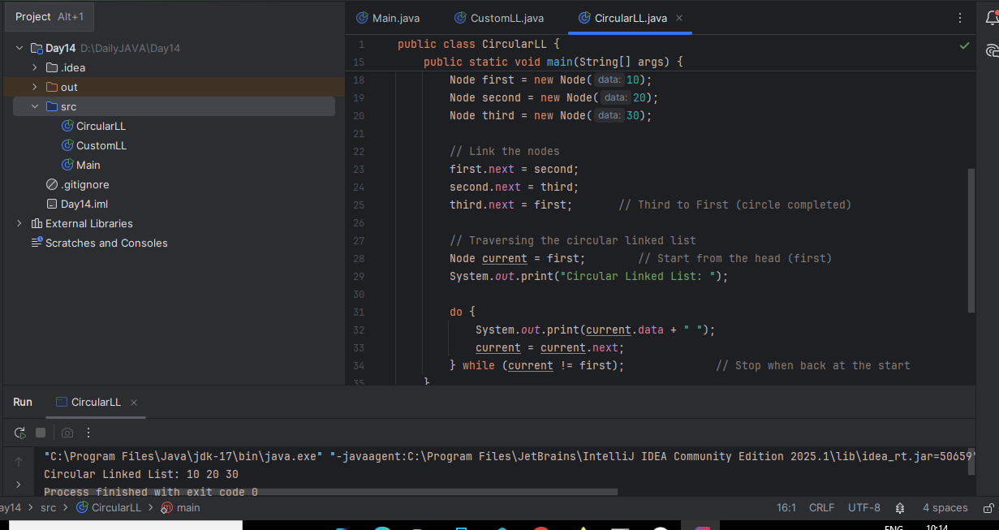 Project Alt+1
Main.java CustomLL.java CircularLL.java
Day14 D:\DailyJAVA\Day14
.idea
out
src
CircularLL
CustomLL
Main
.gitignore
Day14.iml
External Libraries
Scratches and Consoles
1 public class CircularLL {
15 public static void main(String[] args) {
18 Node first = new Node( data: 10);
19 Node second = new Node( data: 20);
20 Node third = new Node( data: 30);
21
22 // Link the nodes
23 first.next = second;
24 second.next = third;
25 third.next = first; // Third to First (circle completed)
26
27 // Traversing the circular linked list
28 Node current = first; // Start from the head (first)
29 System.out.print("Circular Linked List: ");
30
31 do {
32 System.out.print(current.data + " ");
33 current = current.next;
34 } while (current != first); // Stop when back at the start
35 }
Run CircularLL
"C:\Program Files\Java\jdk-17\bin\java.exe" "-javaagent:C:\Program Files\JetBrains\IntelliJ IDEA Community Edition 2025.1\lib\idea_rt.jar=50659"
Circular Linked List: 10 20 30
Process finished with exit code 0
ay14 > src > CircularLL > main 16:1 CRLF UTF-8 4 spaces
ENG 10:14